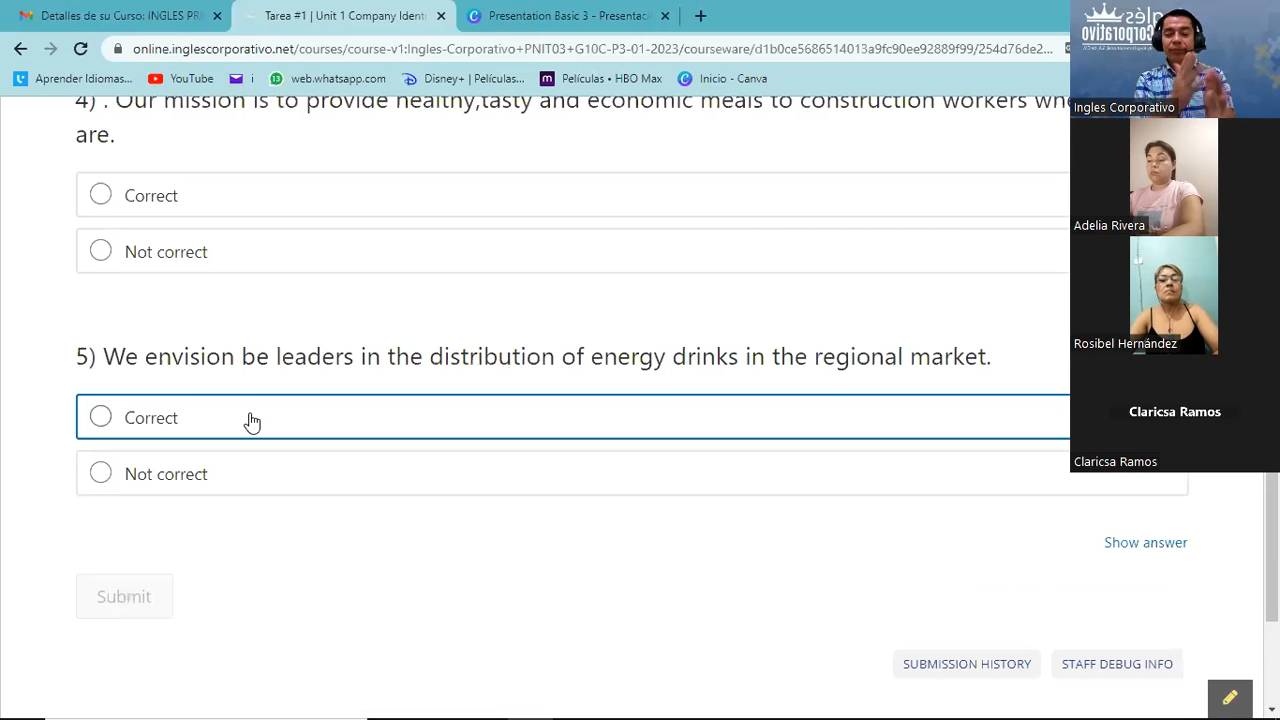 Detalles de su Curso: INGLES PRI
Tarea #1 | Unit 1 Company Identi
Presentation Basic 3 - Presentac
online.inglescorporativo.net/courses/course-v1:Ingles-Corporativo+PNIT03+G10C-P3-01-2023/courseware/
Aprender Idiomas...
YouTube
i
web.whatsapp.com
Disney+ | Películas...
Películas • HBO Max
Inicio - Canva
4) . Our mission is to provide healhly,tasty and economic meals to construction workers whe
are.
Correct
Not correct
5) We envision be leaders in the distribution of energy drinks in the regional market.
Correct
Not correct
Show answer
Submit
SUBMISSION HISTORY
STAFF DEBUG INFO
Ingles Corporativo
Adelia Rivera
Rosibel Hernández
Claricsa Ramos
Claricsa Ramos